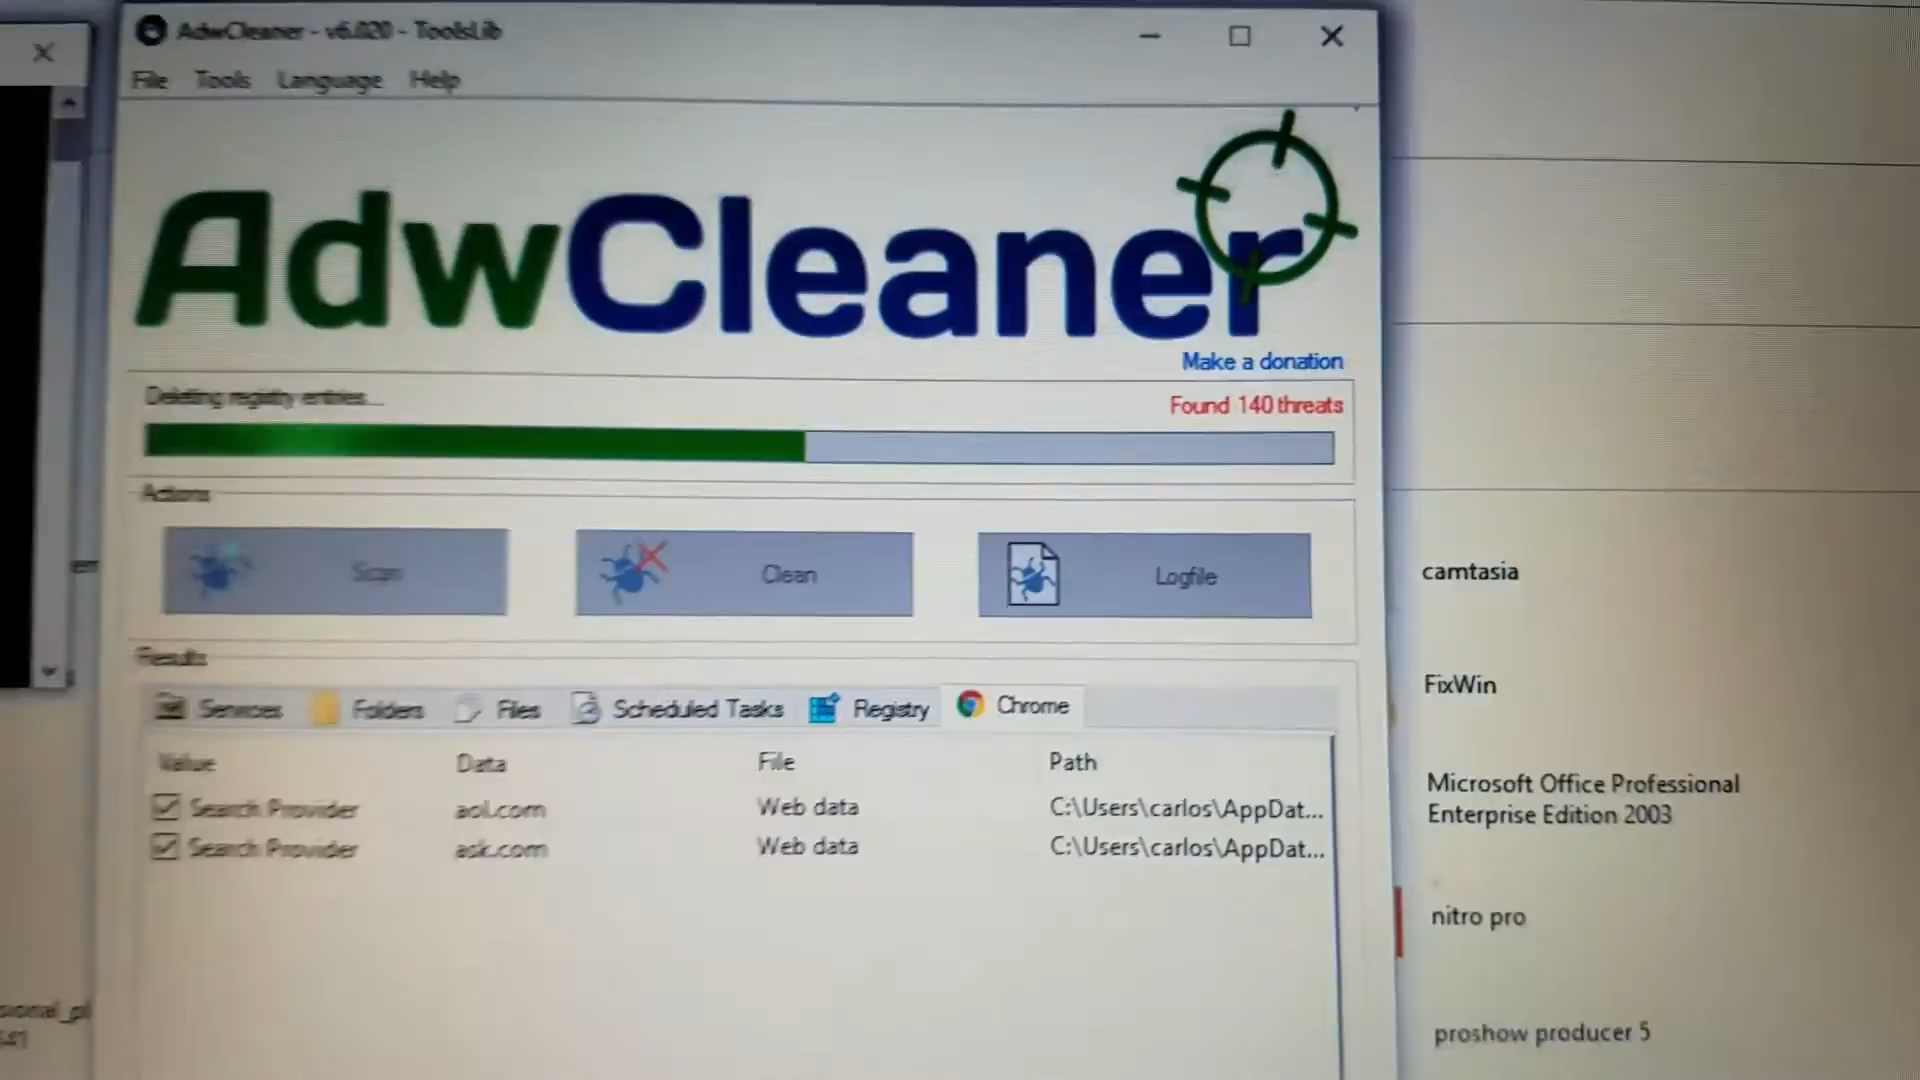 AdwCleaner - v6.020 - ToolsLib
File Tools Language Help
AdwCleaner
Make a donation
Deleting registry entries...
Found 140 threats
Actions
Scan
Clean
Logfile
Results
Services Folders Files Scheduled Tasks Registry Chrome
Value Data File Path
Search Provider aol.com Web data C:\Users\carlos\AppDat...
Search Provider ask.com Web data C:\Users\carlos\AppDat...
camtasia
FixWin
Microsoft Office Professional
Enterprise Edition 2003
nitro pro
proshow producer 5